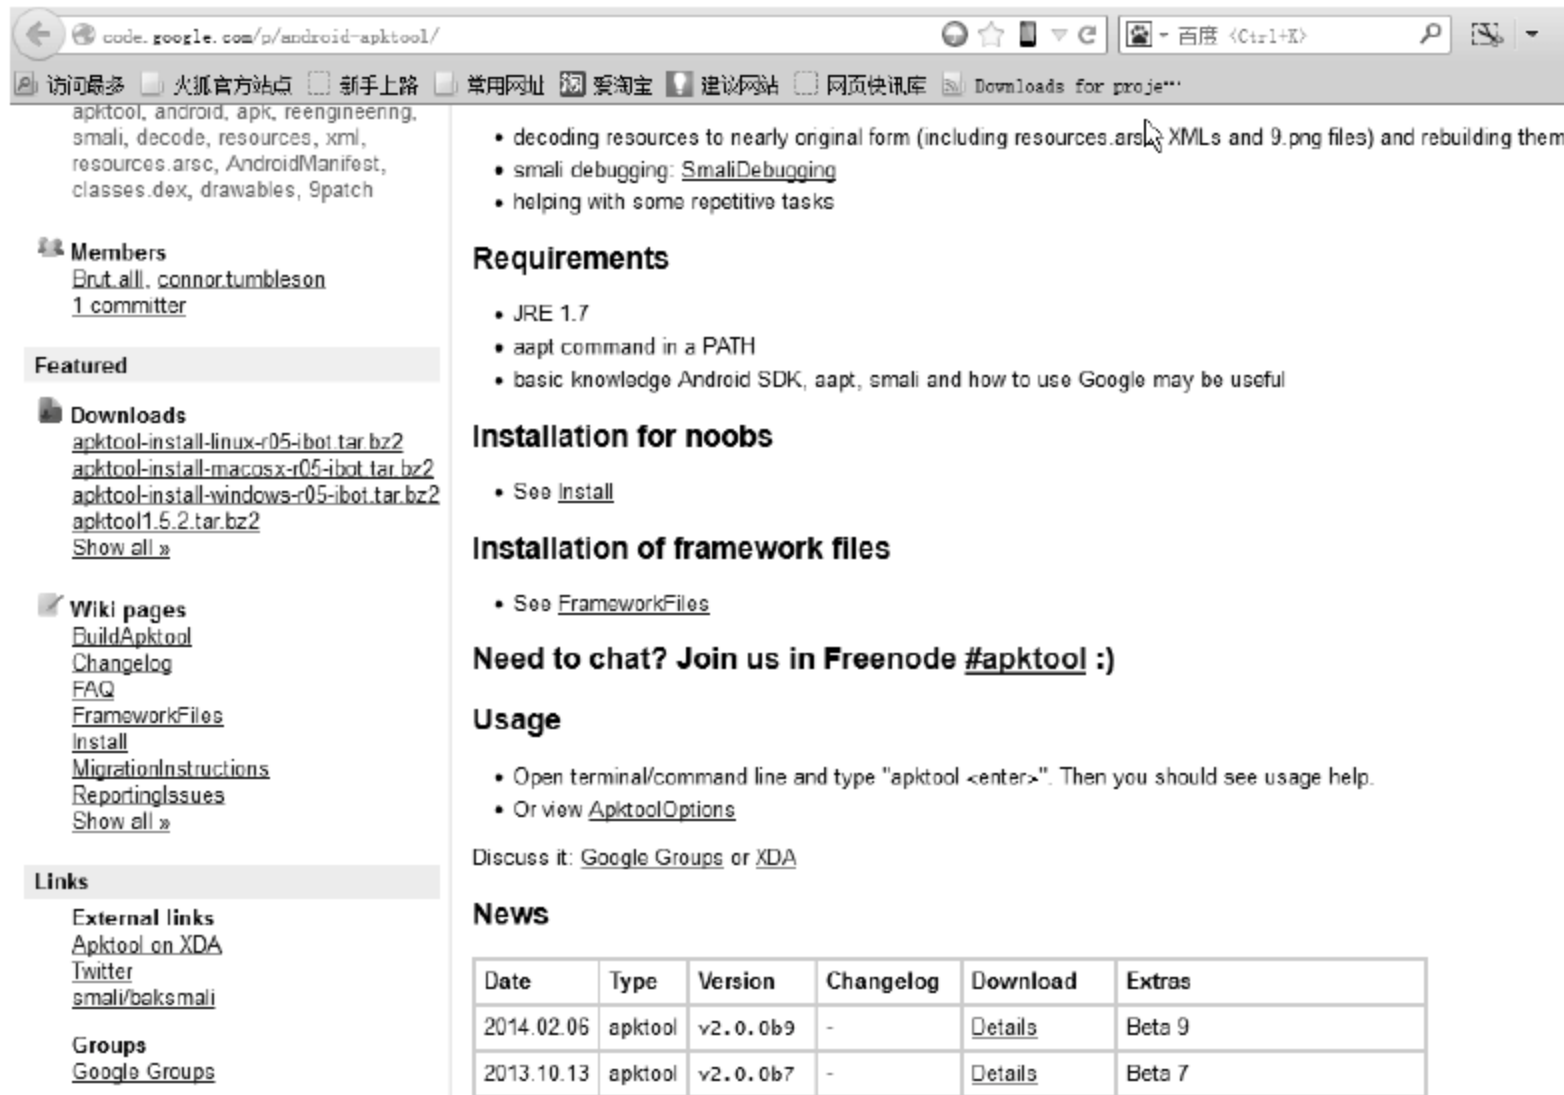 code.google.com/p/android-apktool/
百度 <Ctrl+K>
访问最多 火狐官方站点 新手上路 常用网址 爱淘宝 建议网站 网页快讯库 Downloads for proje…
apktool, android, apk, reengineering,
smali, decode, resources, xml,
resources.arsc, AndroidManifest,
classes.dex, drawables, 9patch
Members
Brut.alll, connor.tumbleson
1 committer
Featured
Downloads
apktool-install-linux-r05-ibot.tar.bz2
apktool-install-macosx-r05-ibot.tar.bz2
apktool-install-windows-r05-ibot.tar.bz2
apktool1.5.2.tar.bz2
Show all »
Wiki pages
BuildApktool
Changelog
FAQ
FrameworkFiles
Install
MigrationInstructions
ReportingIssues
Show all »
Links
External links
Apktool on XDA
Twitter
smali/baksmali
Groups
Google Groups
• decoding resources to nearly original form (including resources.arsc, XMLs and 9.png files) and rebuilding them
• smali debugging: SmaliDebugging
• helping with some repetitive tasks
Requirements
• JRE 1.7
• aapt command in a PATH
• basic knowledge Android SDK, aapt, smali and how to use Google may be useful
Installation for noobs
• See Install
Installation of framework files
• See FrameworkFiles
Need to chat? Join us in Freenode #apktool :)
Usage
• Open terminal/command line and type "apktool <enter>". Then you should see usage help.
• Or view ApktoolOptions
Discuss it: Google Groups or XDA
News
Date Type Version Changelog Download Extras
2014.02.06 apktool v2.0.0b9 - Details Beta 9
2013.10.13 apktool v2.0.0b7 - Details Beta 7